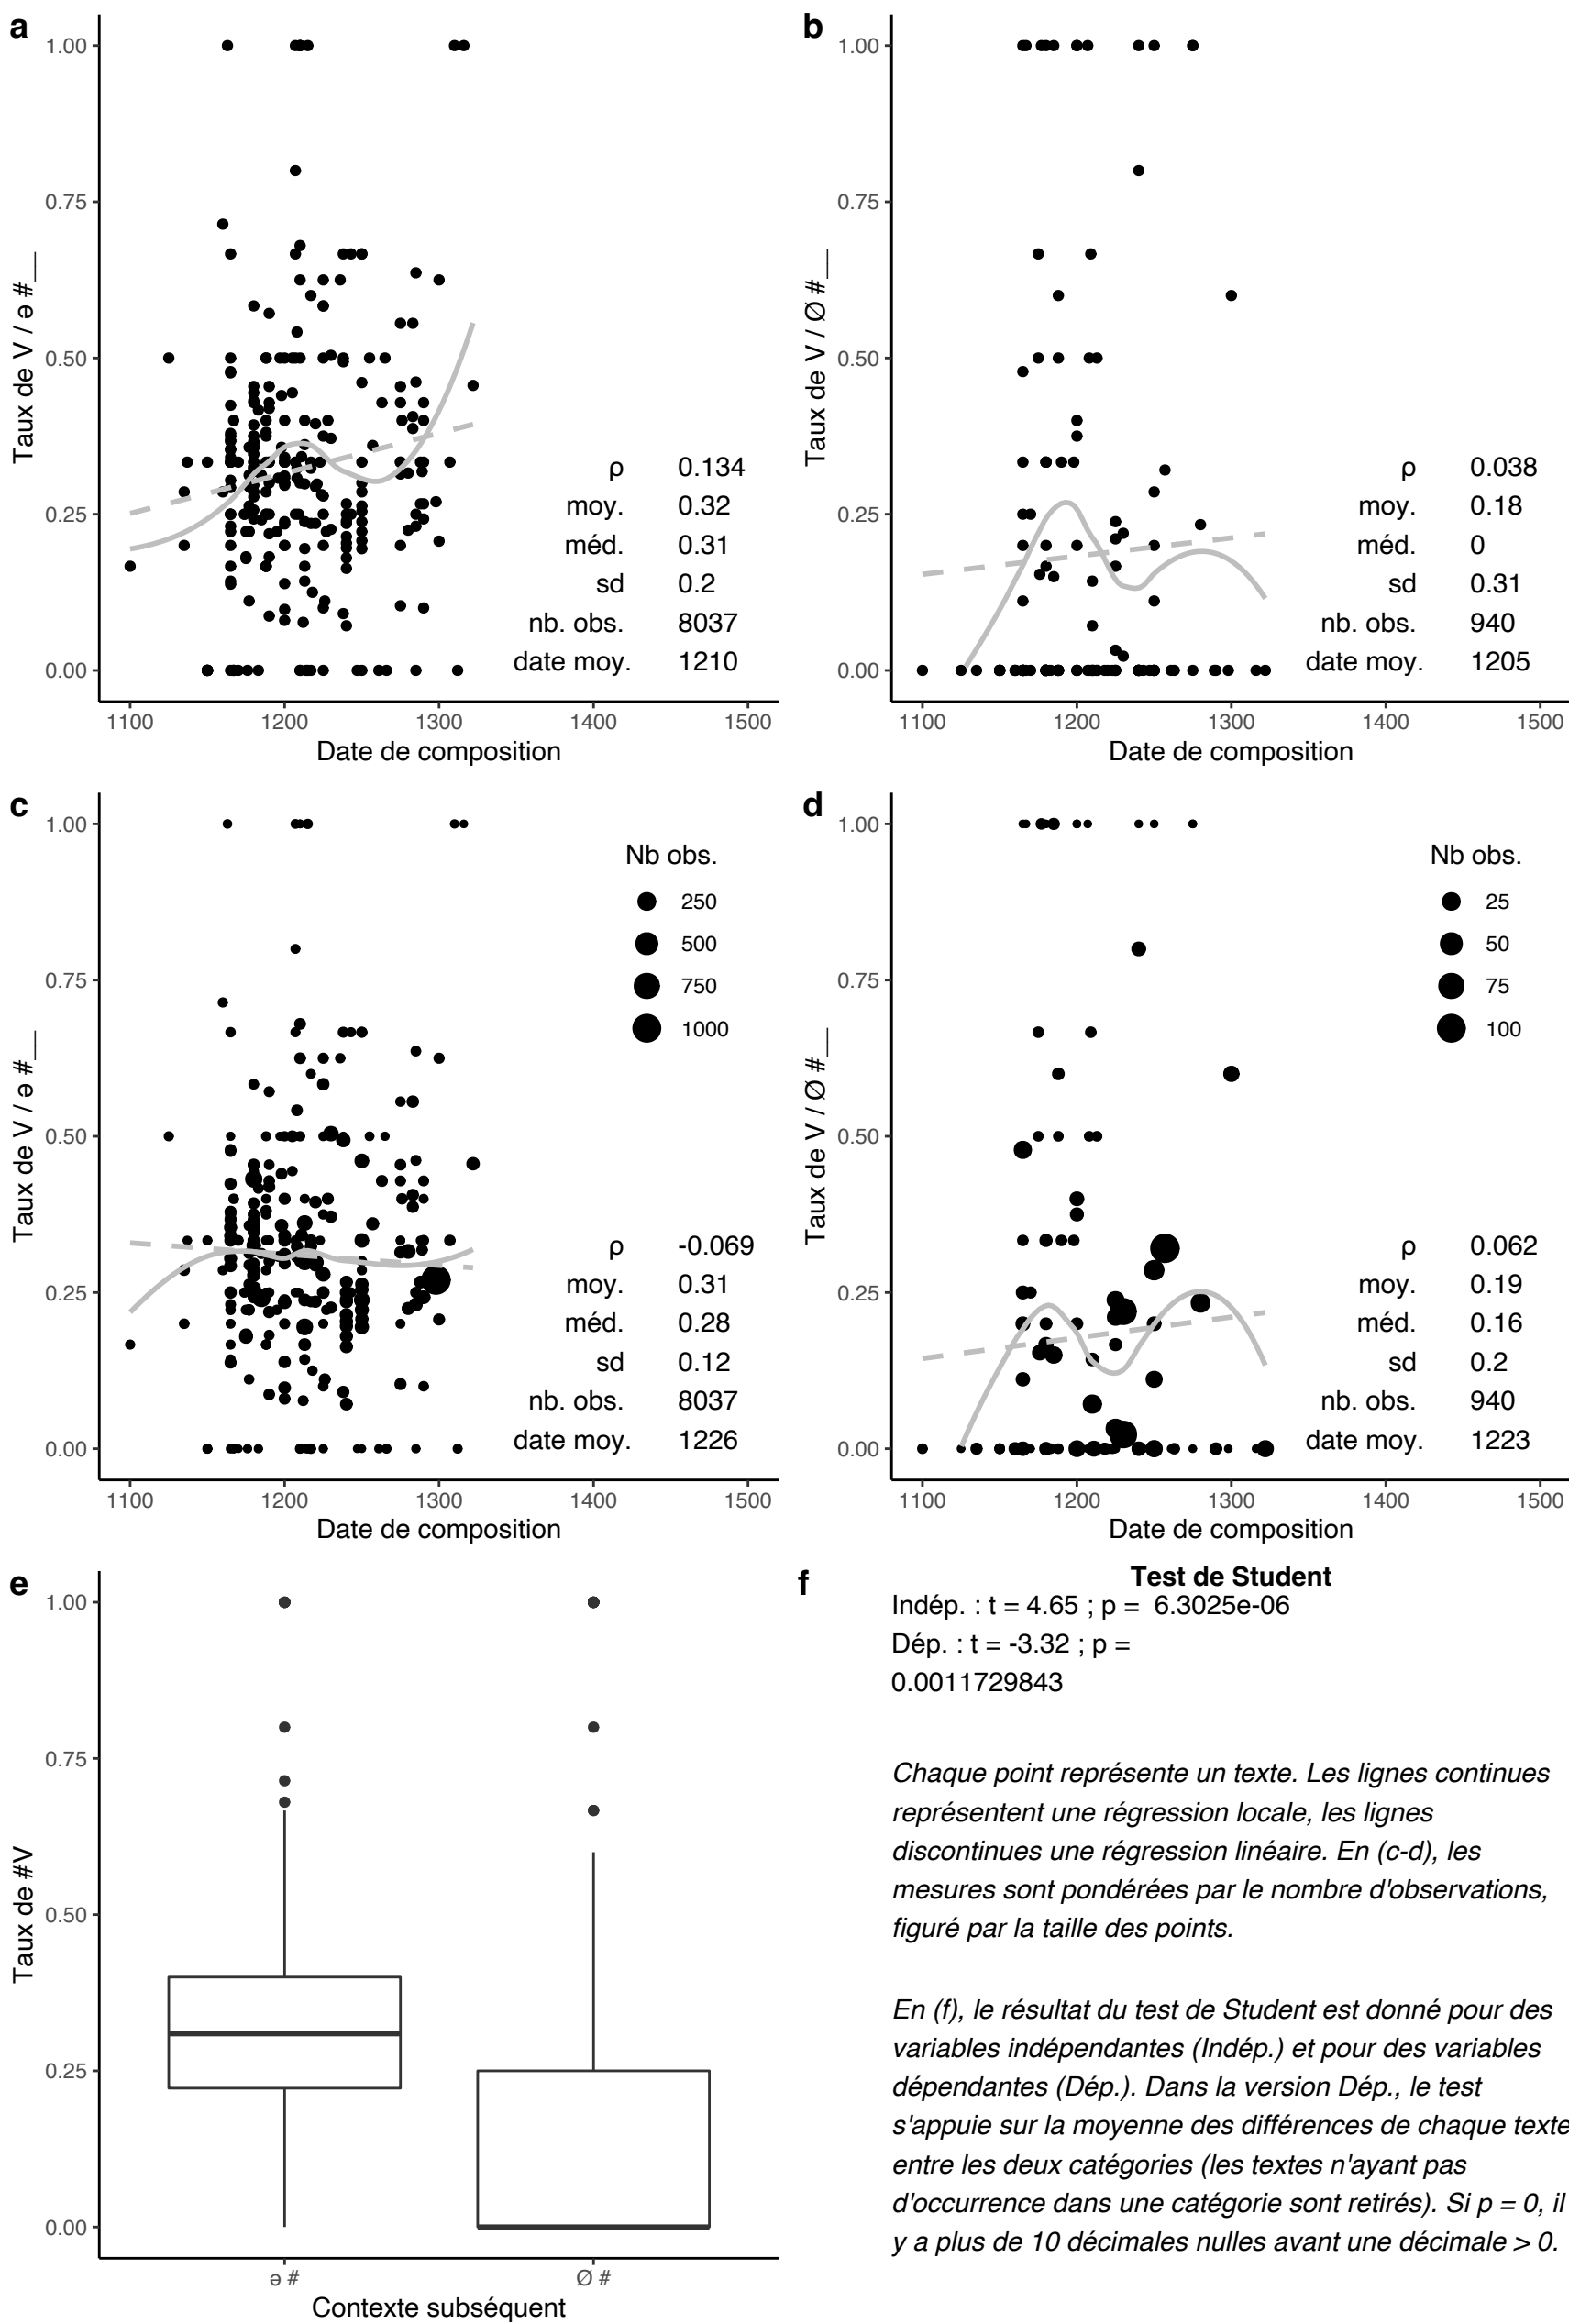 a
1.00
0.75
0.50
0.25
0.00
Taux de V / ə #__
ρ 0.134
moy. 0.32
méd. 0.31
sd 0.2
nb. obs. 8037
date moy. 1210
1100 1200 1300 1400 1500
Date de composition
b
1.00
0.75
0.50
0.25
0.00
Taux de V / Ø #__
ρ 0.038
moy. 0.18
méd. 0
sd 0.31
nb. obs. 940
date moy. 1205
1100 1200 1300 1400 1500
Date de composition
c
1.00
0.75
0.50
0.25
0.00
Taux de V / ə #__
Nb obs.
250
500
750
1000
ρ -0.069
moy. 0.31
méd. 0.28
sd 0.12
nb. obs. 8037
date moy. 1226
1100 1200 1300 1400 1500
Date de composition
d
1.00
0.75
0.50
0.25
0.00
Taux de V / Ø #__
Nb obs.
25
50
75
100
ρ 0.062
moy. 0.19
méd. 0.16
sd 0.2
nb. obs. 940
date moy. 1223
1100 1200 1300 1400 1500
Date de composition
e
1.00
0.75
0.50
0.25
0.00
Taux de #V
ə # Ø #
Contexte subséquent
f
Test de Student
Indép. : t = 4.65 ; p = 6.3025e-06
Dép. : t = -3.32 ; p =
0.0011729843
Chaque point représente un texte. Les lignes continues
représentent une régression locale, les lignes
discontinues une régression linéaire. En (c-d), les
mesures sont pondérées par le nombre d'observations,
figuré par la taille des points.
En (f), le résultat du test de Student est donné pour des
variables indépendantes (Indép.) et pour des variables
dépendantes (Dép.). Dans la version Dép., le test
s'appuie sur la moyenne des différences de chaque texte
entre les deux catégories (les textes n'ayant pas
d'occurrence dans une catégorie sont retirés). Si p = 0, il
y a plus de 10 décimales nulles avant une décimale > 0.